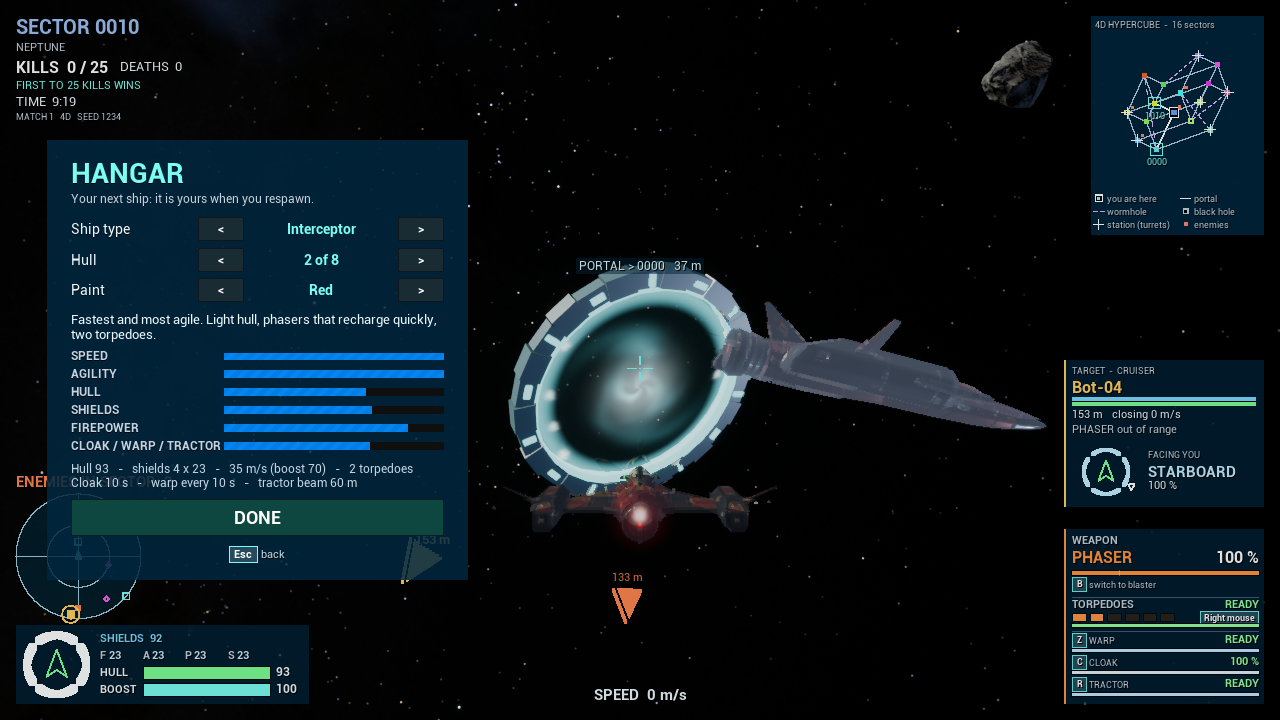 SECTOR 0010
NEPTUNE
KILLS 0 / 25 DEATHS 0
FIRST TO 25 KILLS WINS
TIME 9:19
MATCH 1 4D SEED 1234
HANGAR
Your next ship: it is yours when you respawn.
Ship type < Interceptor >
Hull < 2 of 8 >
Paint < Red >
Fastest and most agile. Light hull, phasers that recharge quickly,
two torpedoes.
SPEED
AGILITY
HULL
SHIELDS
FIREPOWER
CLOAK / WARP / TRACTOR
Hull 93 - shields 4 x 23 - 35 m/s (boost 70) - 2 torpedoes
Cloak 10 s - warp every 10 s - tractor beam 60 m
DONE
Esc back
153 m
SHIELDS 92
F 23 A 23 P 23 S 23
HULL 93
BOOST 100
PORTAL > 0000 37 m
133 m
SPEED 0 m/s
4D HYPERCUBE - 16 sectors
0000
you are here portal
wormhole black hole
station (turrets) enemies
TARGET - CRUISER
Bot-04
153 m closing 0 m/s
PHASER out of range
FACING YOU
STARBOARD
100 %
WEAPON
PHASER 100 %
B switch to blaster
TORPEDOES READY
Right mouse
Z WARP READY
C CLOAK 100 %
R TRACTOR READY